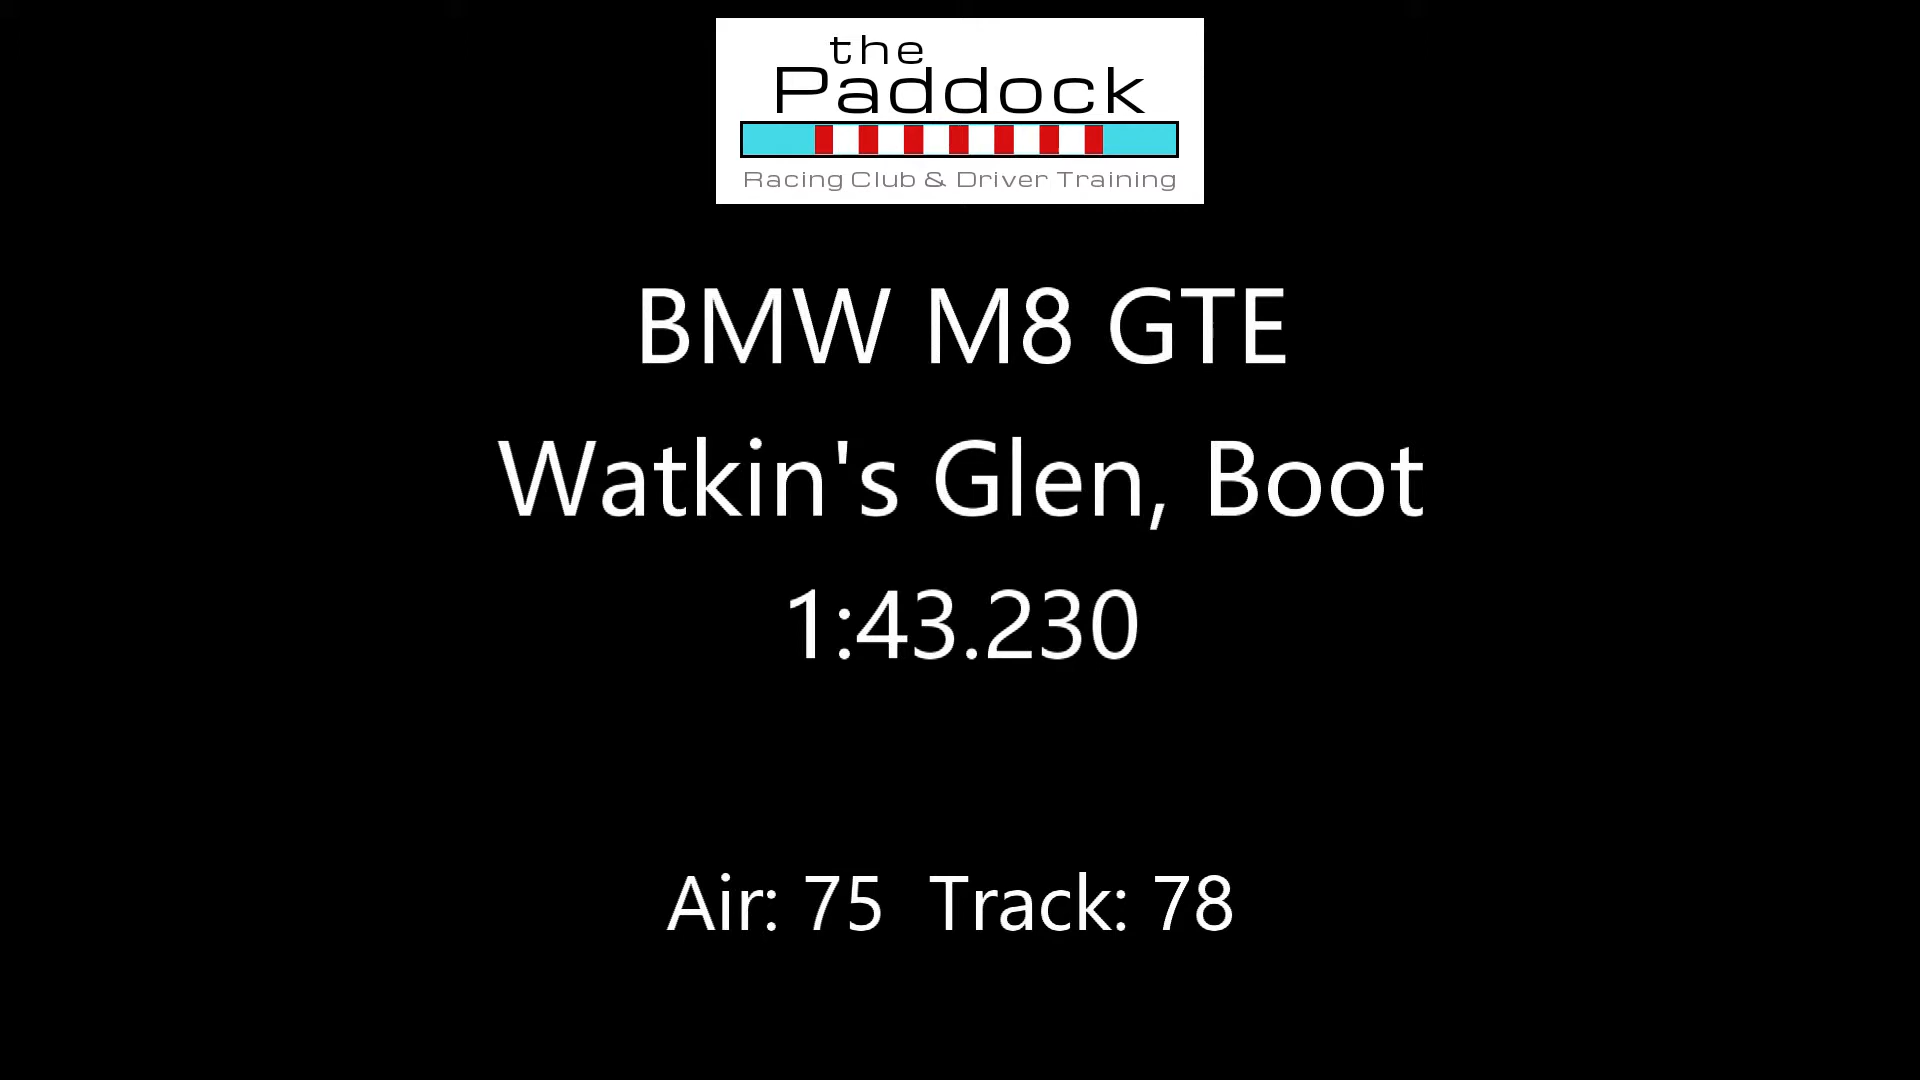 the
Paddock
Racing Club & Driver Training
BMW M8 GTE
Watkin's Glen, Boot
1:43.230
Air: 75  Track: 78